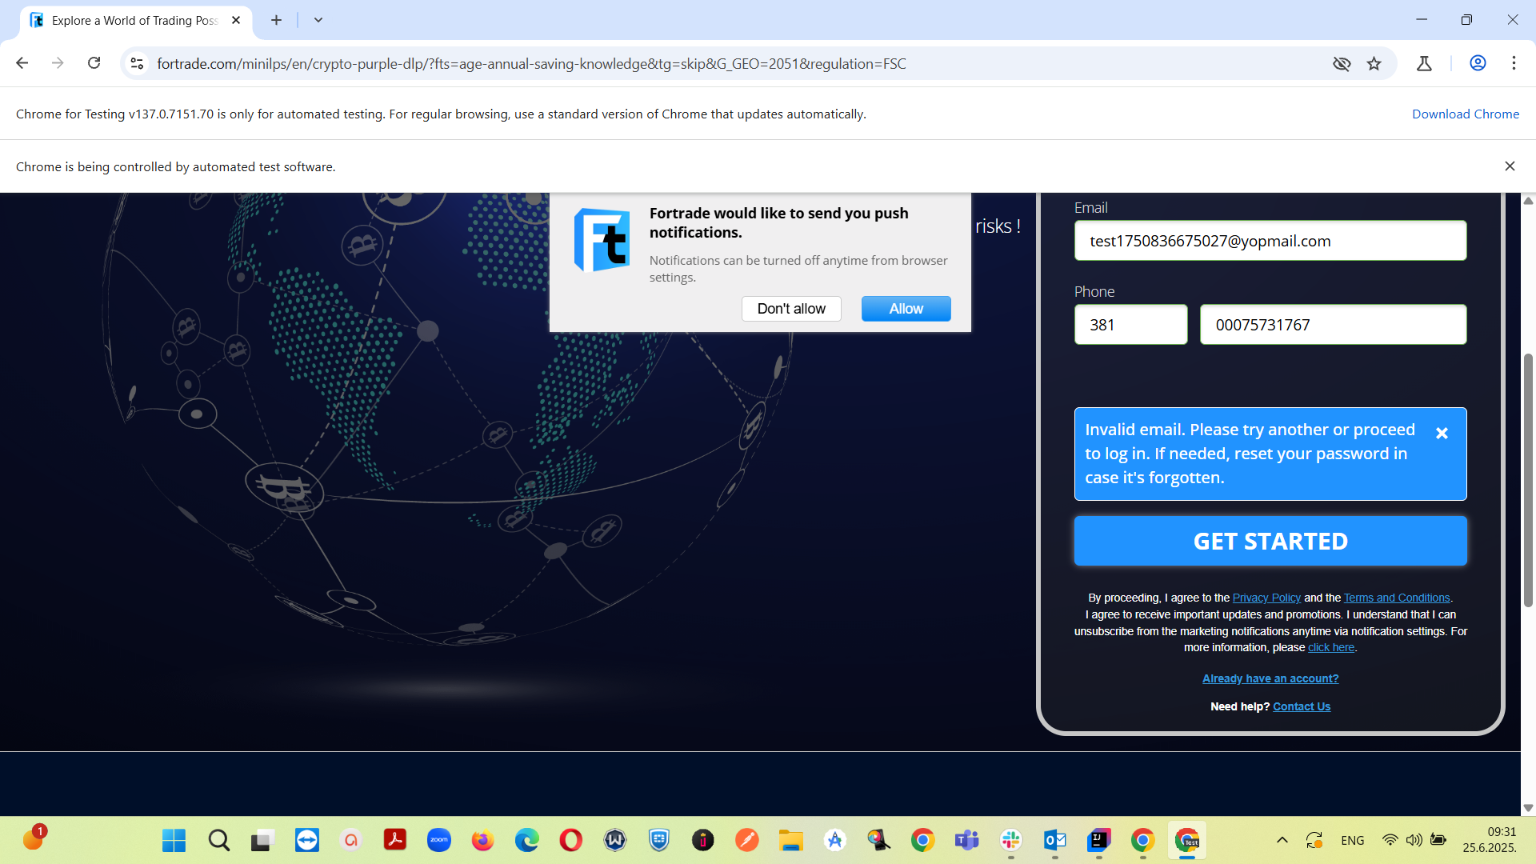 Explore a World of Trading Poss
fortrade.com/minilps/en/crypto-purple-dlp/?fts=age-annual-saving-knowledge&tg=skip&G_GEO=2051&regulation=FSC
Chrome for Testing v137.0.7151.70 is only for automated testing. For regular browsing, use a standard version of Chrome that updates automatically.
Download Chrome
Chrome is being controlled by automated test software.
Ft
Fortrade would like to send you push
notifications.
Notifications can be turned off anytime from browser
settings.
Don't allow
Allow
risks !
Email
test1750836675027@yopmail.com
Phone
381
00075731767
Invalid email. Please try another or proceed
to log in. If needed, reset your password in
case it's forgotten.
GET STARTED
By proceeding, I agree to the Privacy Policy and the Terms and Conditions.
I agree to receive important updates and promotions. I understand that I can
unsubscribe from the marketing notifications anytime via notification settings. For
more information, please click here.
Already have an account?
Need help? Contact Us
1
zoom
Test
ENG
09:31
25.6.2025.